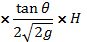 × tan θ / 2√2g × H